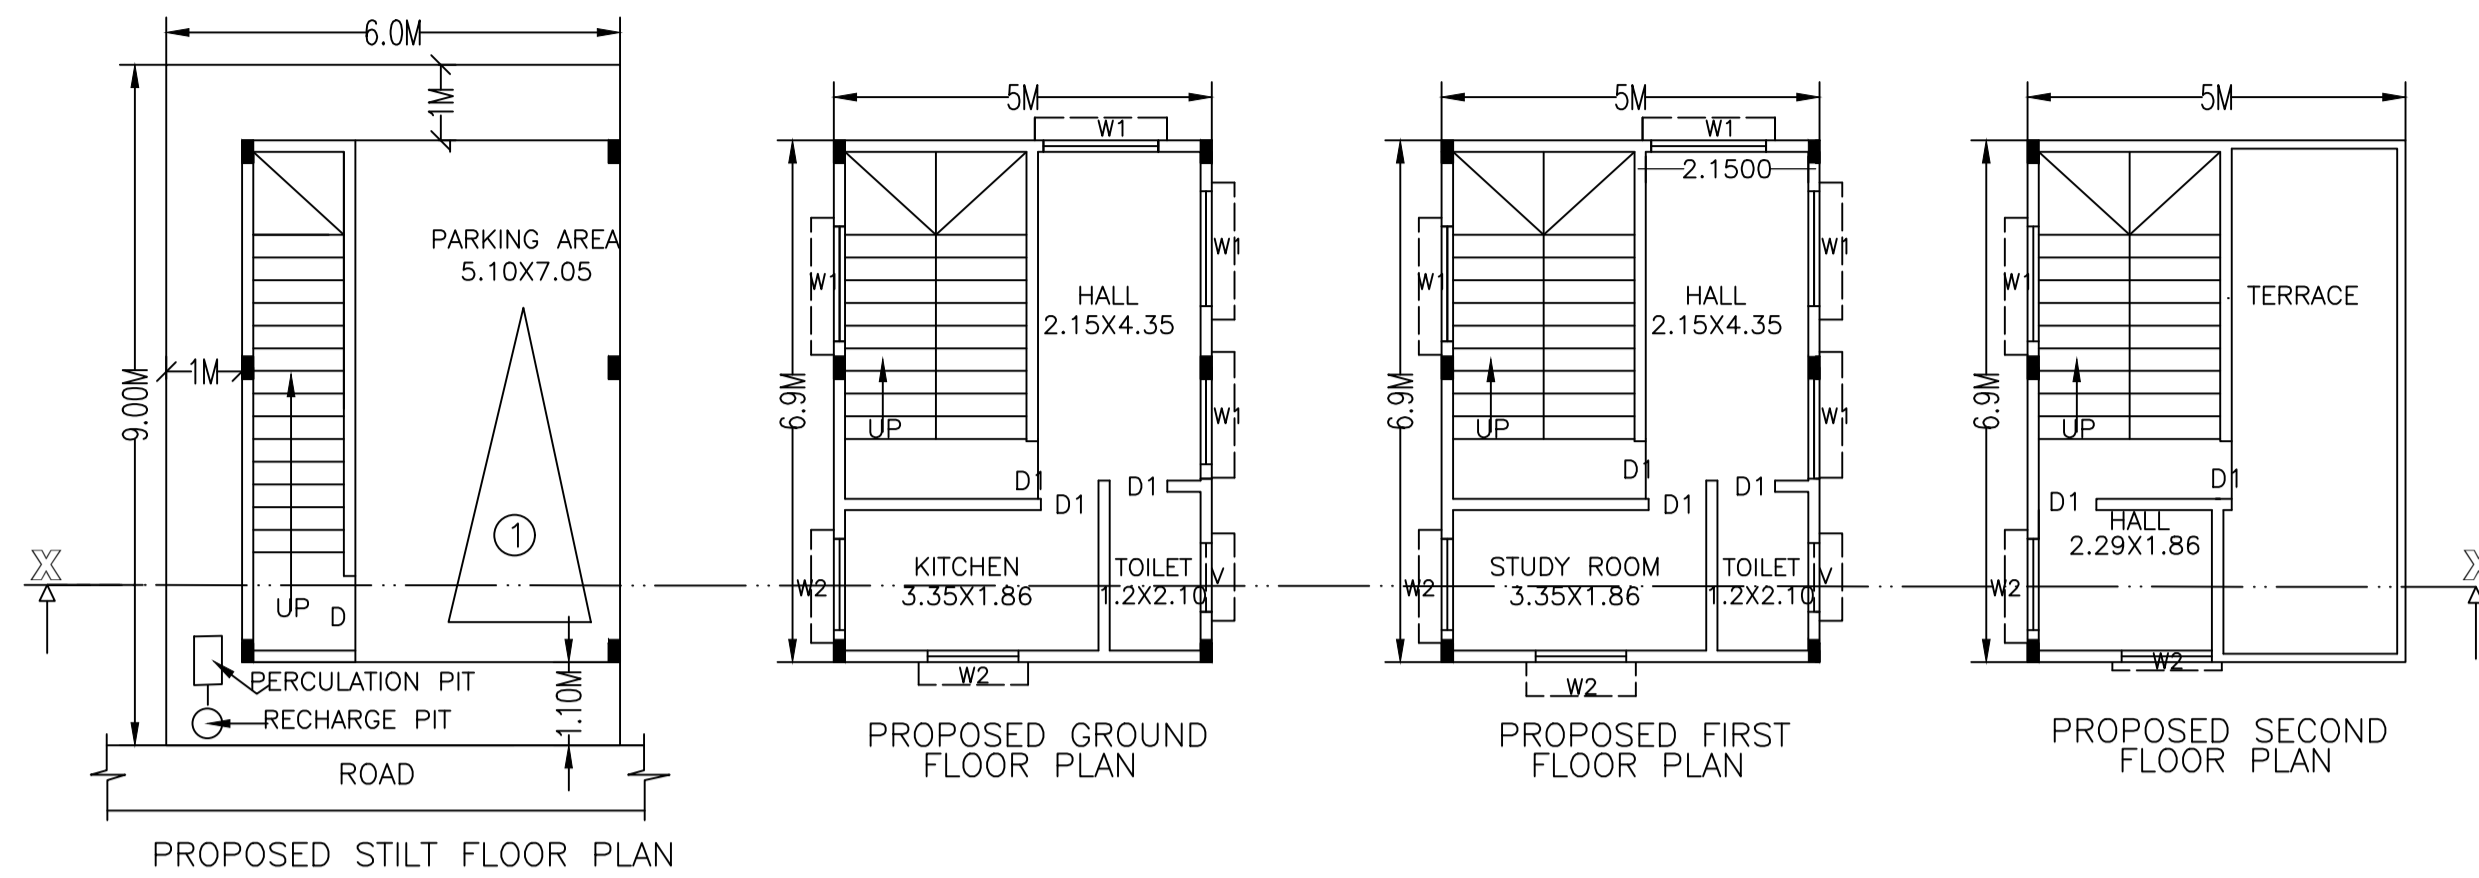 6.0M
1M
9.00M
1M
PARKING AREA
5.10X7.05
1
UP
D
X
PERCULATION PIT
RECHARGE PIT
1.10M
ROAD
PROPOSED STILT FLOOR PLAN
5M
W1
6.9M
W1
W1
HALL
2.15X4.35
W1
UP
D1
D1
D1
KITCHEN
3.35X1.86
TOILET
1.2X2.10
V
W2
W2
PROPOSED GROUND
FLOOR PLAN
5M
W1
2.1500
6.9M
W1
W1
HALL
2.15X4.35
W1
UP
D1
D1
D1
STUDY ROOM
3.35X1.86
TOILET
1.2X2.10
V
W2
W2
PROPOSED FIRST
FLOOR PLAN
5M
6.9M
W1
TERRACE
UP
D1
D1
HALL
2.29X1.86
W2
W2
X
PROPOSED SECOND
FLOOR PLAN